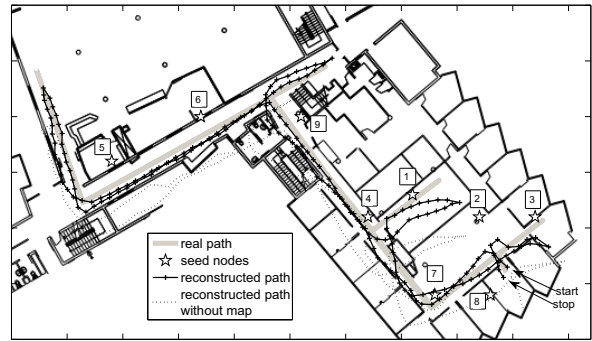 6
5
9
1
4
2
3
7
8
start
stop
real path
seed nodes
reconstructed path
reconstructed path
without map